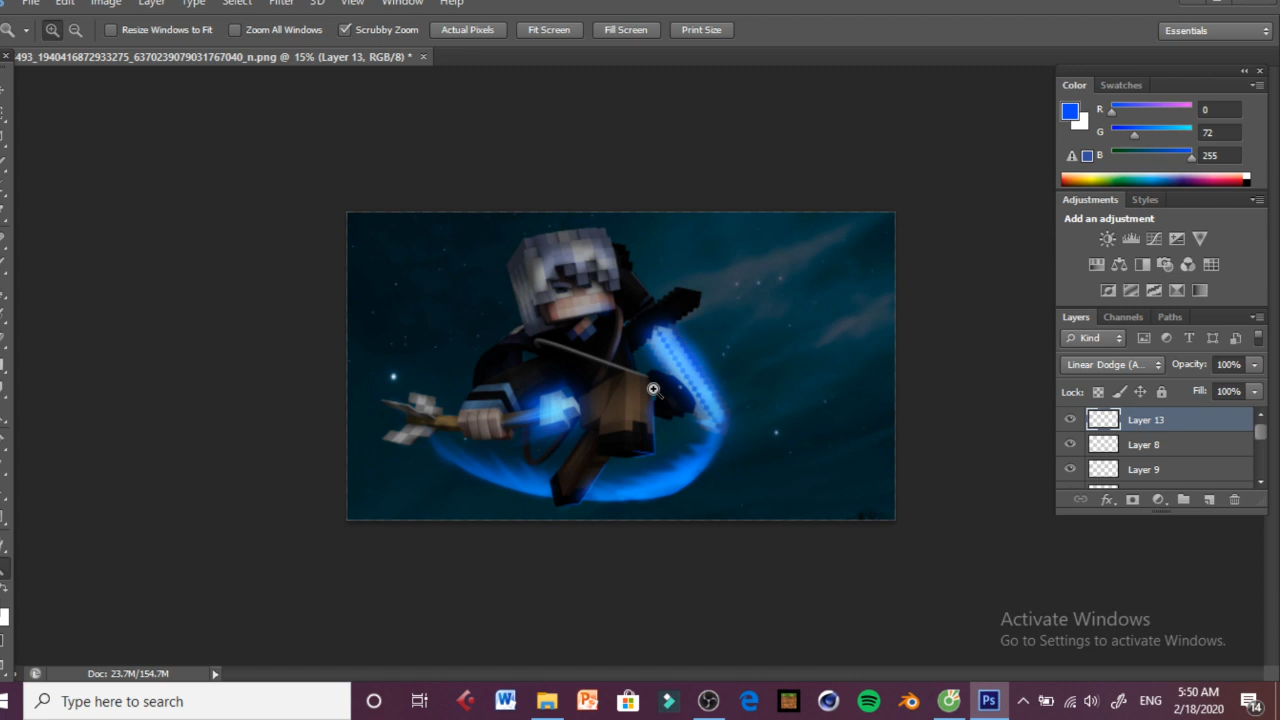 File Edit Image Layer Type Select Filter 3D View Window Help
Resize Windows to Fit Zoom All Windows Scrubby Zoom Actual Pixels Fit Screen Fill Screen Print Size Essentials
493_1940416872933275_6370239079031767040_n.png @ 15% (Layer 13, RGB/8) *
Color Swatches
R 0
G 72
B 255
Adjustments Styles
Add an adjustment
Layers Channels Paths
Kind
Linear Dodge (A... Opacity: 100%
Lock: Fill: 100%
Layer 13
Layer 8
Layer 9
Activate Windows
Go to Settings to activate Windows.
Doc: 23.7M/154.7M
Type here to search
ENG
5:50 AM
2/18/2020
14